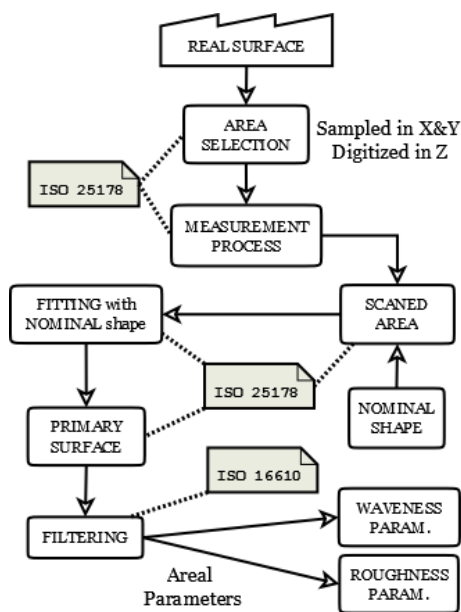 REAL SURFACE
AREA
SELECTION
Sampled in X&Y
Digitized in Z
ISO 25178
MEASUREMENT
PROCESS
FITTING with
NOMINAL shape
SCANED
AREA
ISO 25178
NOMINAL
SHAPE
PRIMARY
SURFACE
ISO 16610
FILTERING
WAVENESS
PARAM.
Areal
Parameters
ROUGHNESS
PARAM.